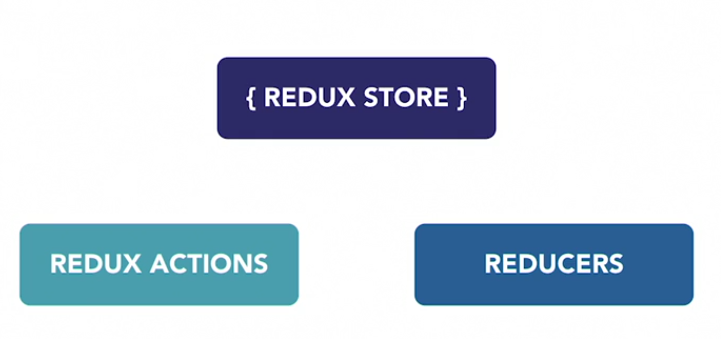 { REDUX STORE }
REDUX ACTIONS
REDUCERS